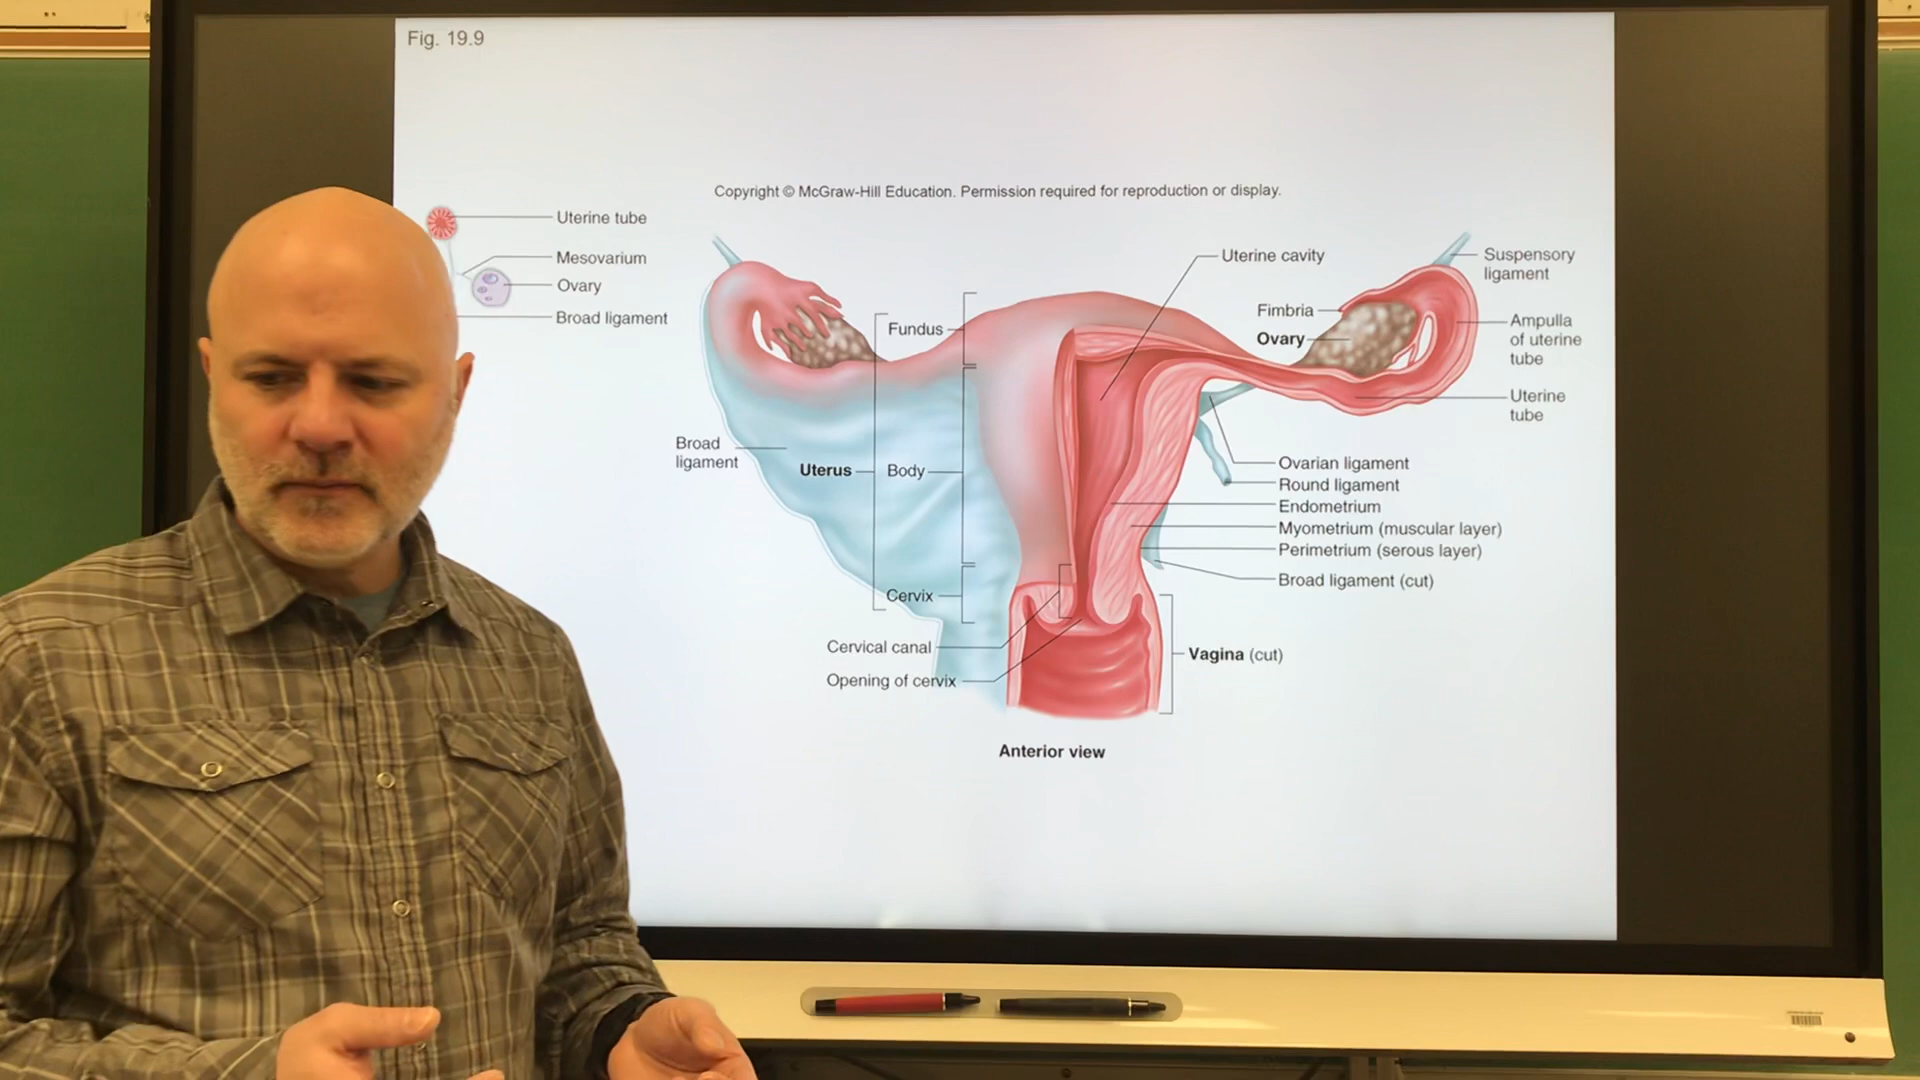 Fig. 19.9
Copyright © McGraw-Hill Education. Permission required for reproduction or display.
Uterine tube
Mesovarium
Ovary
Broad ligament
Uterine cavity
Suspensory
ligament
Fimbria
Ovary
Ampulla
of uterine
tube
Uterine
tube
Fundus
Broad
ligament
Uterus
Body
Cervix
Cervical canal
Opening of cervix
Ovarian ligament
Round ligament
Endometrium
Myometrium (muscular layer)
Perimetrium (serous layer)
Broad ligament (cut)
Vagina (cut)
Anterior view